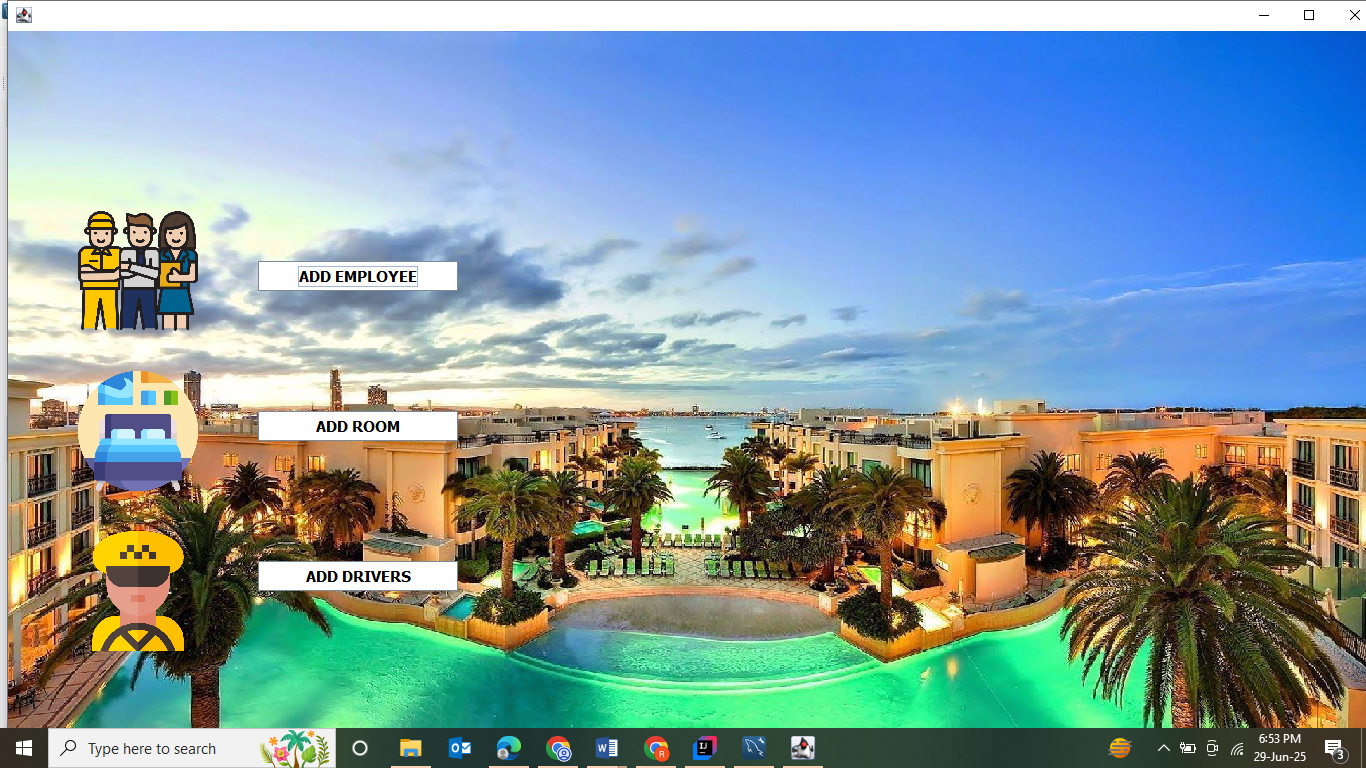 ADD EMPLOYEE
ADD ROOM
ADD DRIVERS
Type here to search
6:53 PM
29-Jun-25
3